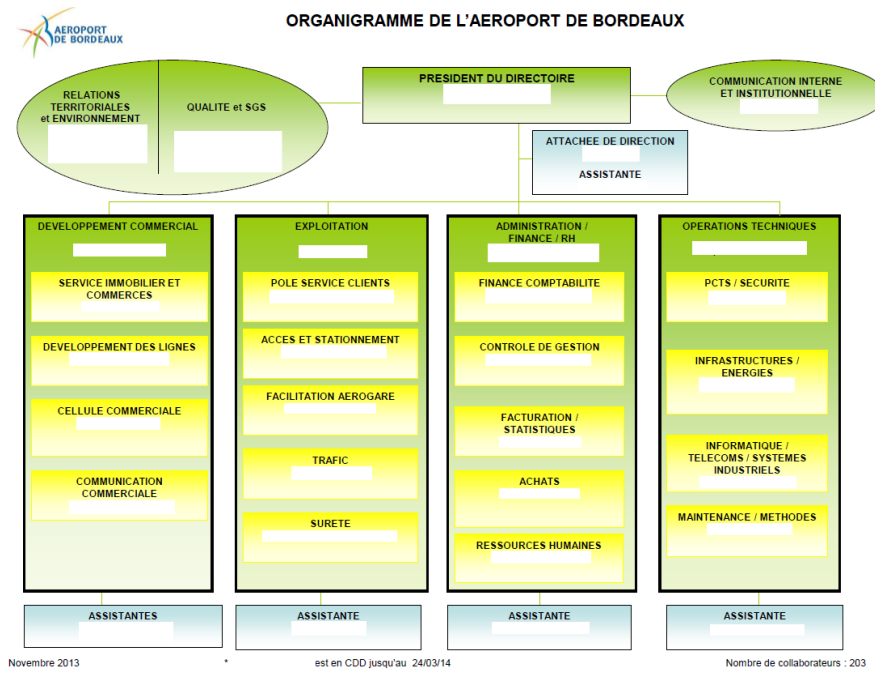 AEROPORT
DE BORDEAUX
ORGANIGRAMME DE L'AEROPORT DE BORDEAUX
RELATIONS
TERRITORIALES
et ENVIRONNEMENT
QUALITE et SGS
PRESIDENT DU DIRECTOIRE
COMMUNICATION INTERNE
ET INSTITUTIONNELLE
ATTACHEE DE DIRECTION
ASSISTANTE
DEVELOPPEMENT COMMERCIAL
SERVICE IMMOBILIER ET
COMMERCES
DEVELOPPEMENT DES LIGNES
CELLULE COMMERCIALE
COMMUNICATION
COMMERCIALE
EXPLOITATION
POLE SERVICE CLIENTS
ACCES ET STATIONNEMENT
FACILITATION AEROGARE
TRAFIC
SURETE
ADMINISTRATION /
FINANCE / RH
FINANCE COMPTABILITE
CONTROLE DE GESTION
FACTURATION /
STATISTIQUES
ACHATS
RESSOURCES HUMAINES
OPERATIONS TECHNIQUES
PCTS / SECURITE
INFRASTRUCTURES /
ENERGIES
INFORMATIQUE /
TELECOMS / SYSTEMES
INDUSTRIELS
MAINTENANCE / METHODES
ASSISTANTES
ASSISTANTE
ASSISTANTE
ASSISTANTE
Novembre 2013
* est en CDD jusqu'au 24/03/14
Nombre de collaborateurs : 203